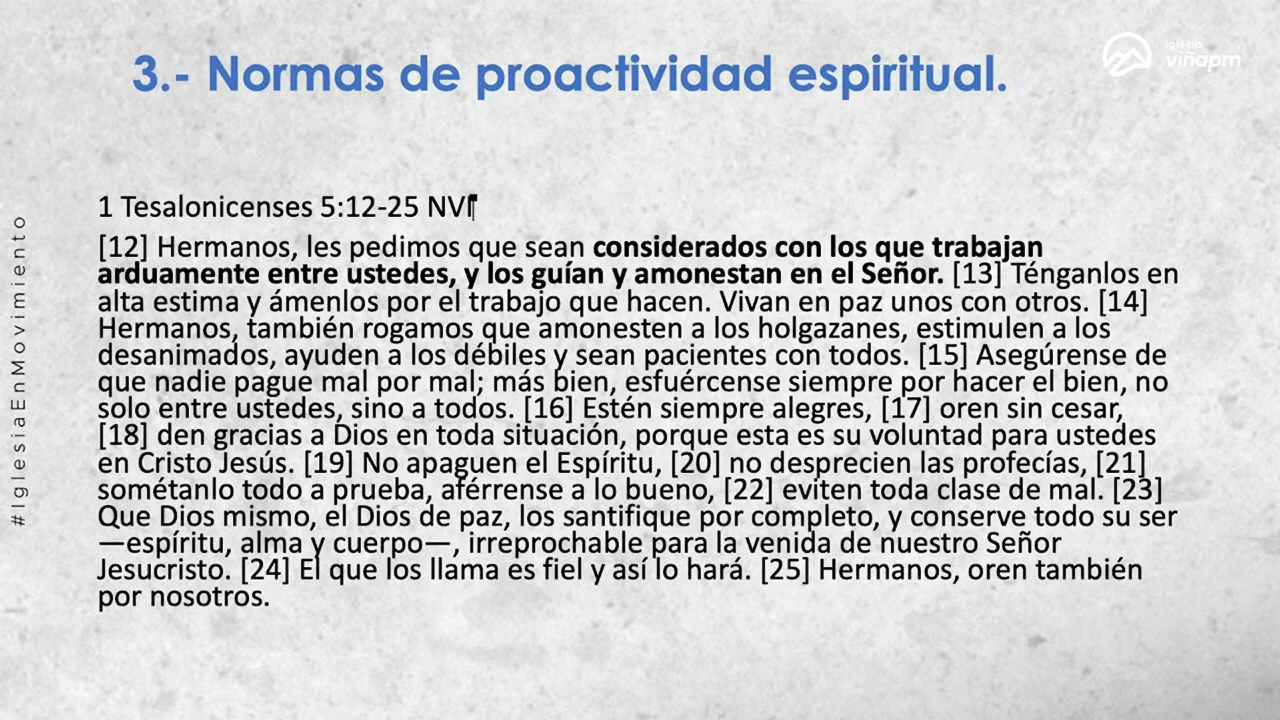 3.- Normas de proactividad espiritual.
iglesia
viñapm
#IglesiaEnMovimiento
1 Tesalonicenses 5:12-25 NVI¶
[12] Hermanos, les pedimos que sean considerados con los que trabajan
arduamente entre ustedes, y los guían y amonestan en el Señor. [13] Ténganlos en
alta estima y ámenlos por el trabajo que hacen. Vivan en paz unos con otros. [14]
Hermanos, también rogamos que amonesten a los holgazanes, estimulen a los
desanimados, ayuden a los débiles y sean pacientes con todos. [15] Asegúrense de
que nadie pague mal por mal; más bien, esfuércense siempre por hacer el bien, no
solo entre ustedes, sino a todos. [16] Estén siempre alegres, [17] oren sin cesar,
[18] den gracias a Dios en toda situación, porque esta es su voluntad para ustedes
en Cristo Jesús. [19] No apaguen el Espíritu, [20] no desprecien las profecías, [21]
sométanlo todo a prueba, aférrense a lo bueno, [22] eviten toda clase de mal. [23]
Que Dios mismo, el Dios de paz, los santifique por completo, y conserve todo su ser
—espíritu, alma y cuerpo—, irreprochable para la venida de nuestro Señor
Jesucristo. [24] El que los llama es fiel y así lo hará. [25] Hermanos, oren también
por nosotros.